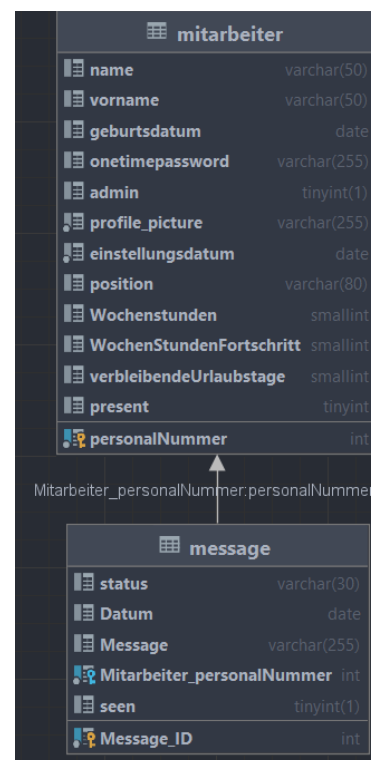 mitarbeiter
name varchar(50)
vorname varchar(50)
geburtsdatum date
onetimepassword varchar(255)
admin tinyint(1)
profile_picture varchar(255)
einstellungsdatum date
position varchar(80)
Wochenstunden smallint
WochenStundenFortschritt smallint
verbleibendeUrlaubstage smallint
present tinyint
personalNummer int
Mitarbeiter_personalNummer:personalNummer
message
status varchar(30)
Datum date
Message varchar(255)
Mitarbeiter_personalNummer int
seen tinyint(1)
Message_ID int